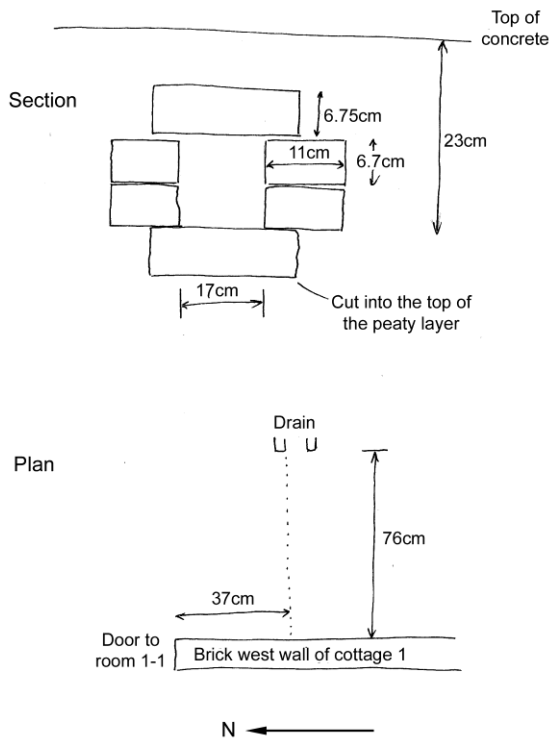 Top of
concrete
Section
6.75cm
11cm
6.7cm
23cm
17cm
Cut into the top of
the peaty layer
Drain
Plan
76cm
37cm
Door to
room 1-1
Brick west wall of cottage 1
N